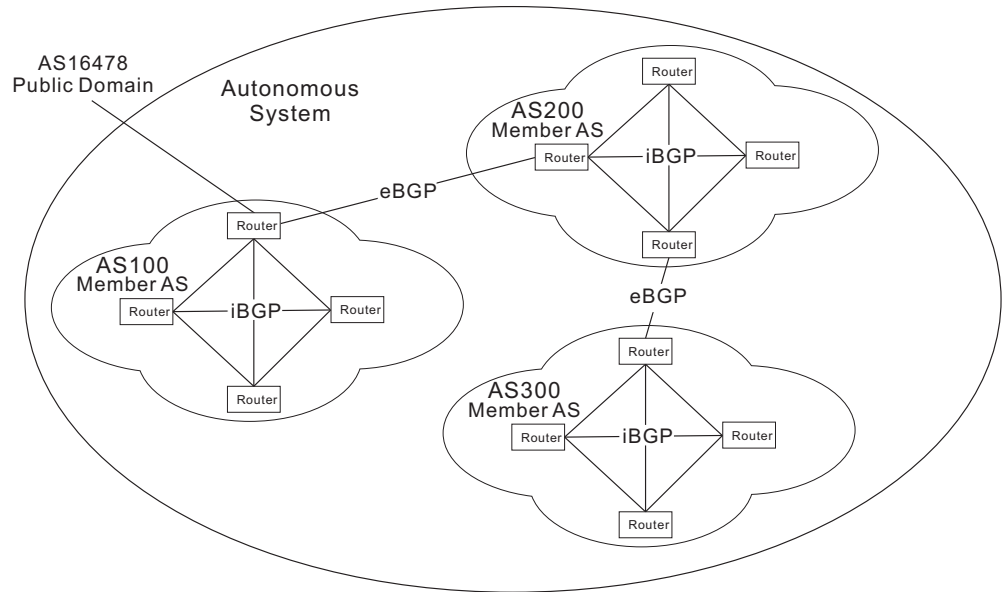 AS16478
Public Domain
Autonomous
System
Router
AS200
Member AS
Router
iBGP
Router
Router
eBGP
Router
AS100
Member AS
Router
iBGP
Router
Router
eBGP
Router
AS300
Member AS
Router
iBGP
Router
Router